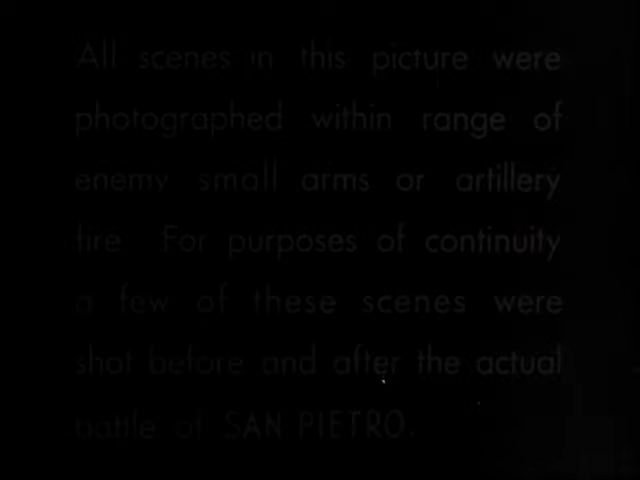 All scenes in this picture were
photographed within range of
enemy small arms or artillery
fire. For purposes of continuity
a few of these scenes were
shot before and after the actual
battle of SAN PIETRO.